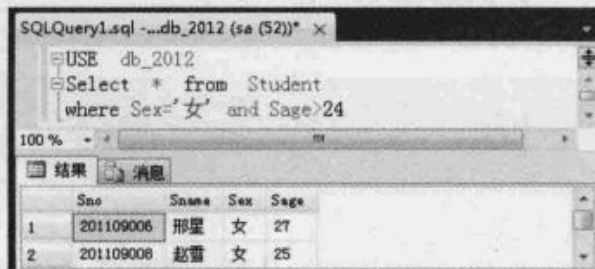 SQLQuery1.sql -...db_2012 (sa (52))* ×
USE db_2012
Select * from Student
where Sex='女' and Sage>24
100 %
结果 消息
Sno Sname Sex Sage
1 201109006 邢星 女 27
2 201109008 赵雪 女 25